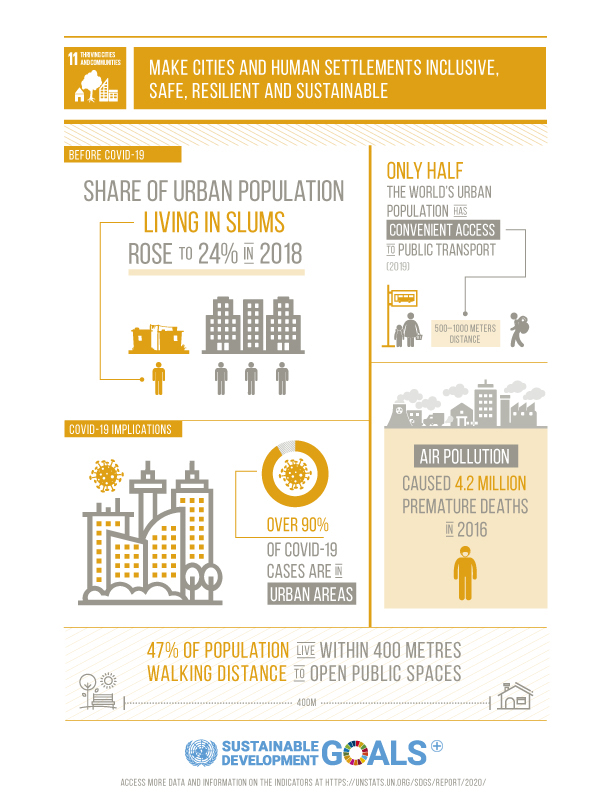 11 THRIVING CITIES
AND COMMUNITIES
MAKE CITIES AND HUMAN SETTLEMENTS INCLUSIVE,
SAFE, RESILIENT AND SUSTAINABLE
BEFORE COVID-19
SHARE OF URBAN POPULATION
LIVING IN SLUMS
ROSE TO 24% IN 2018
ONLY HALF
THE WORLD'S URBAN
POPULATION HAS
CONVENIENT ACCESS
TO PUBLIC TRANSPORT
(2019)
500–1000 METERS
DISTANCE
COVID-19 IMPLICATIONS
OVER 90%
OF COVID-19
CASES ARE IN
URBAN AREAS
AIR POLLUTION
CAUSED 4.2 MILLION
PREMATURE DEATHS
IN 2016
47% OF POPULATION LIVE WITHIN 400 METRES
WALKING DISTANCE TO OPEN PUBLIC SPACES
400M
SUSTAINABLE
DEVELOPMENT GOALS+
ACCESS MORE DATA AND INFORMATION ON THE INDICATORS AT HTTPS://UNSTATS.UN.ORG/SDGS/REPORT/2020/